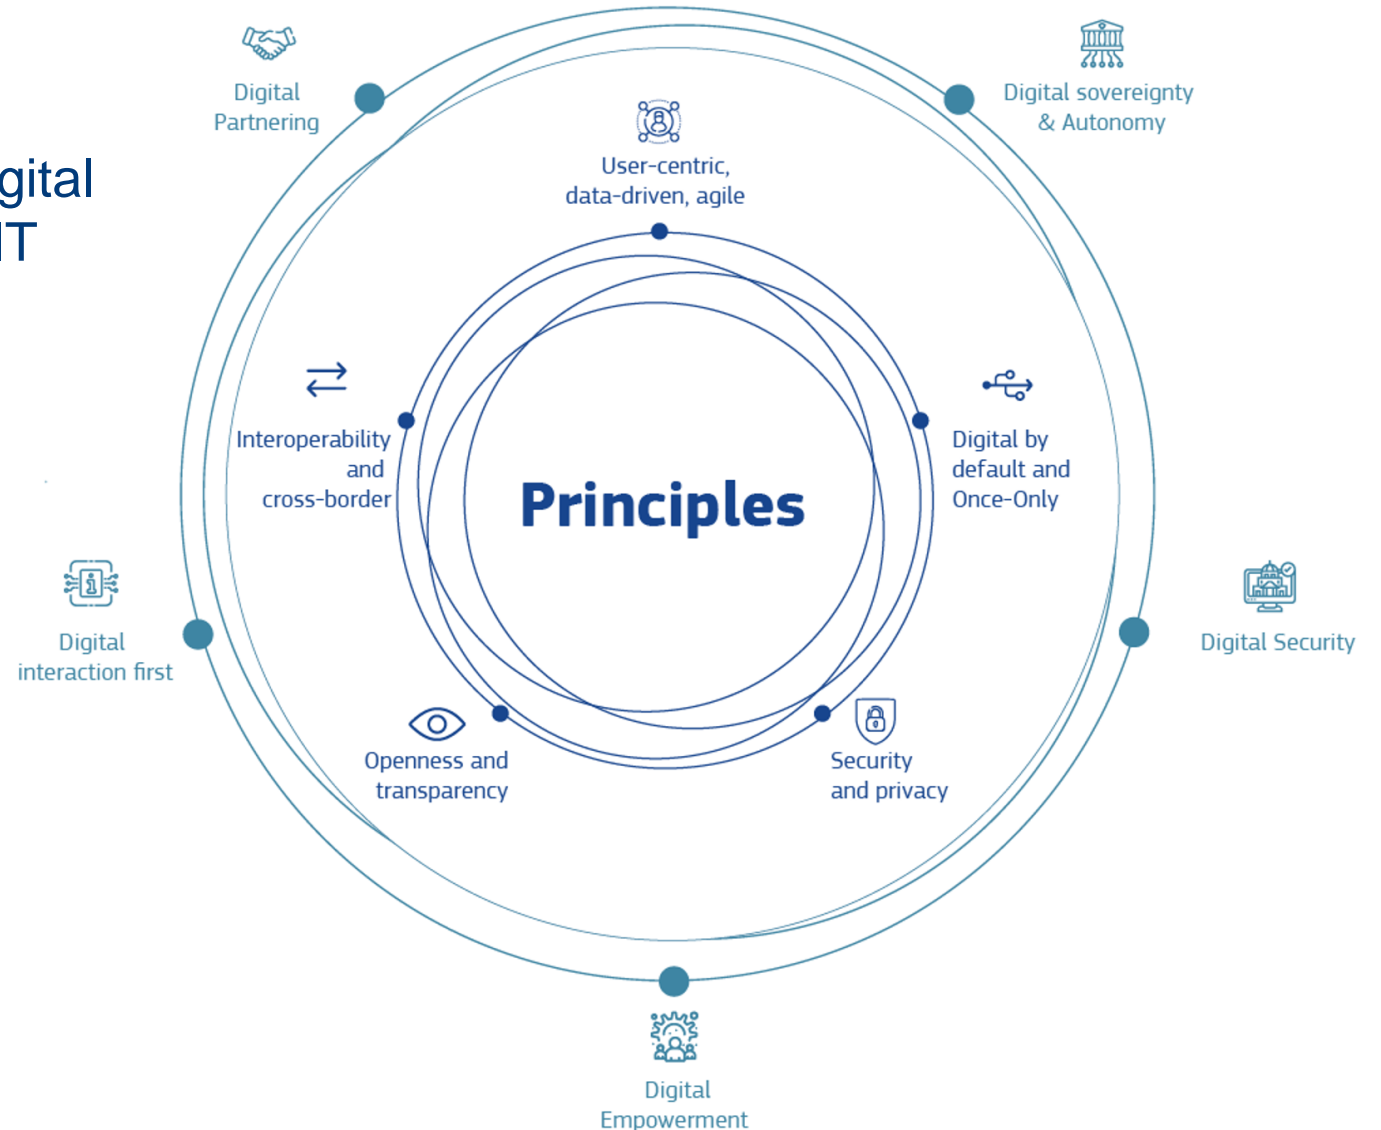 Digital
Partnering
Digital sovereignty
& Autonomy
User-centric,
data-driven, agile
IT
Interoperability
and
cross-border
Digital by
default and
Once-Only
Principles
Digital
interaction first
Digital Security
Openness and
transparency
Security
and privacy
Digital
Empowerment